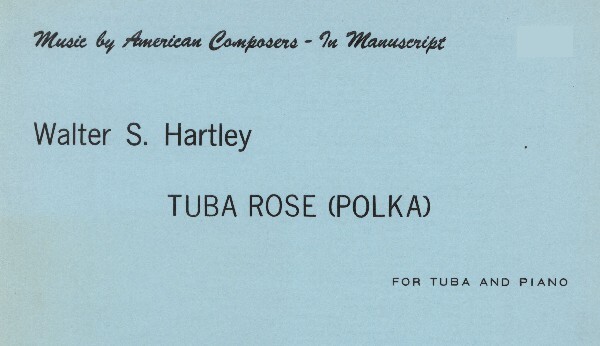 Music by American Composers - In Manuscript
Walter S. Hartley
TUBA ROSE (POLKA)
FOR TUBA AND PIANO